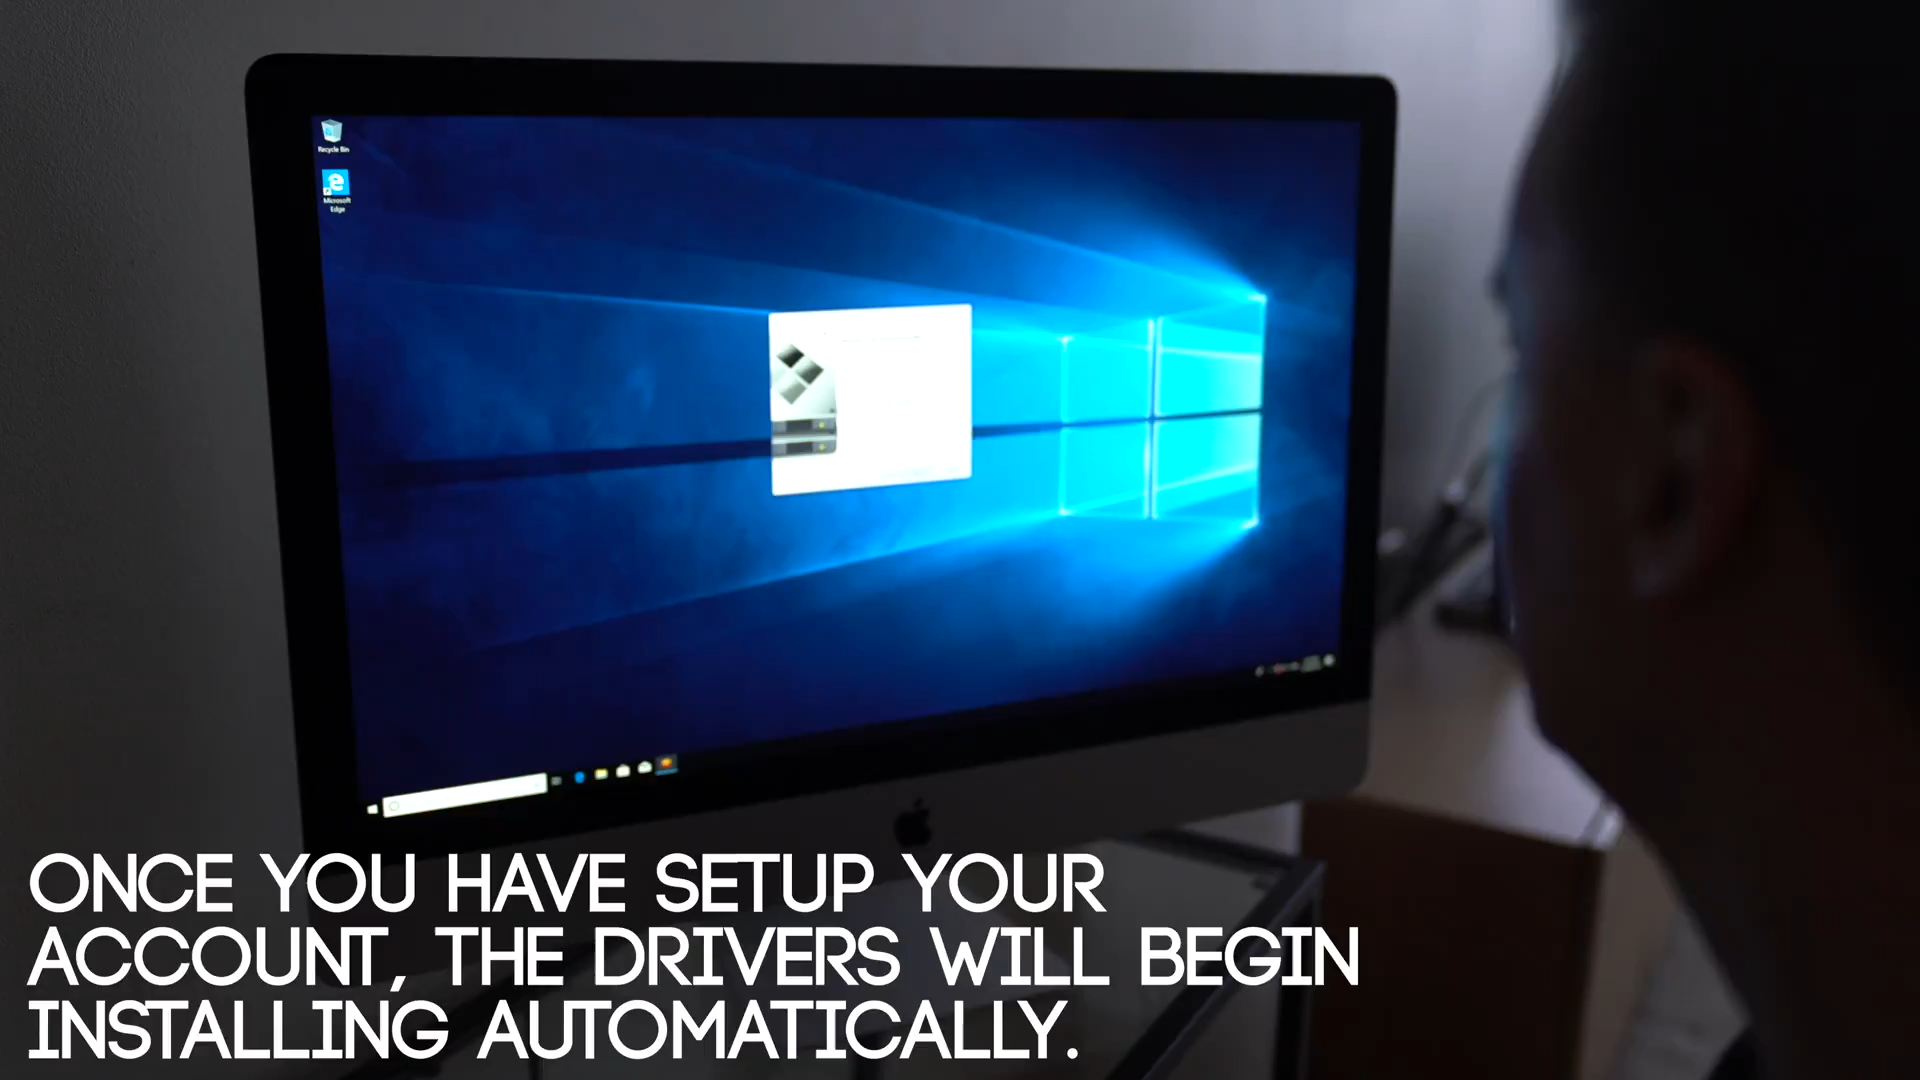 Recycle Bin
Microsoft
Edge
ONCE YOU HAVE SETUP YOUR
ACCOUNT, THE DRIVERS WILL BEGIN
INSTALLING AUTOMATICALLY.